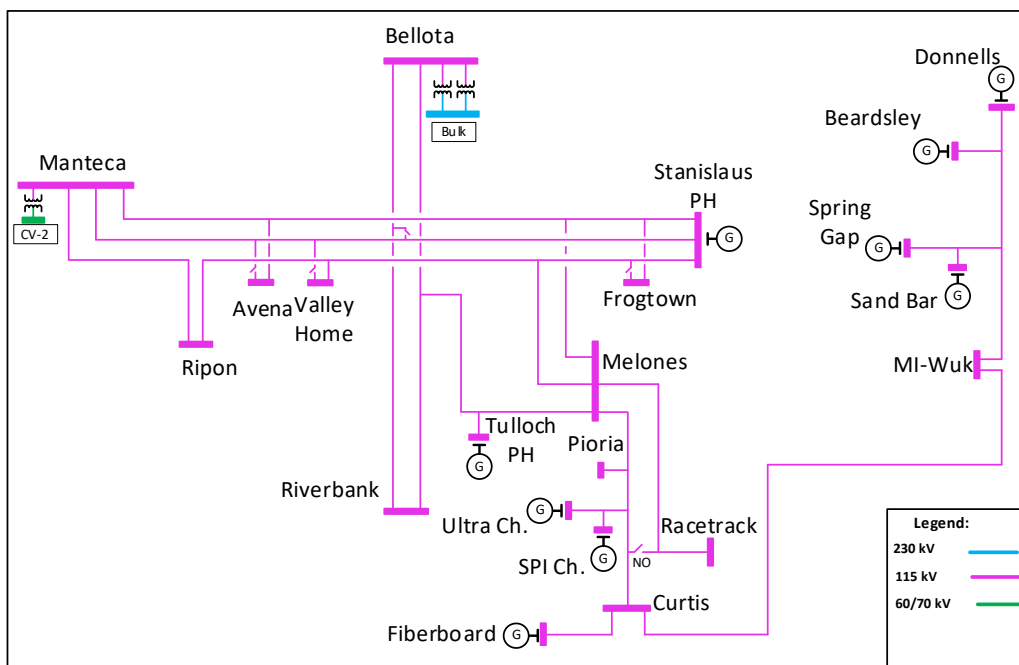 Bellota
Donnells
G
Beardsley
G
Bulk
Manteca
Stanislaus
PH
G
CV-2
Spring
Gap
G
Sand Bar
G
Avena
Valley
Home
Frogtown
Ripon
Melones
MI-Wuk
Tulloch
PH
G
Pioria
Riverbank
Ultra Ch.
G
SPI Ch.
G
Racetrack
NO
Curtis
Fiberboard
G
Legend:
230 kV
115 kV
60/70 kV